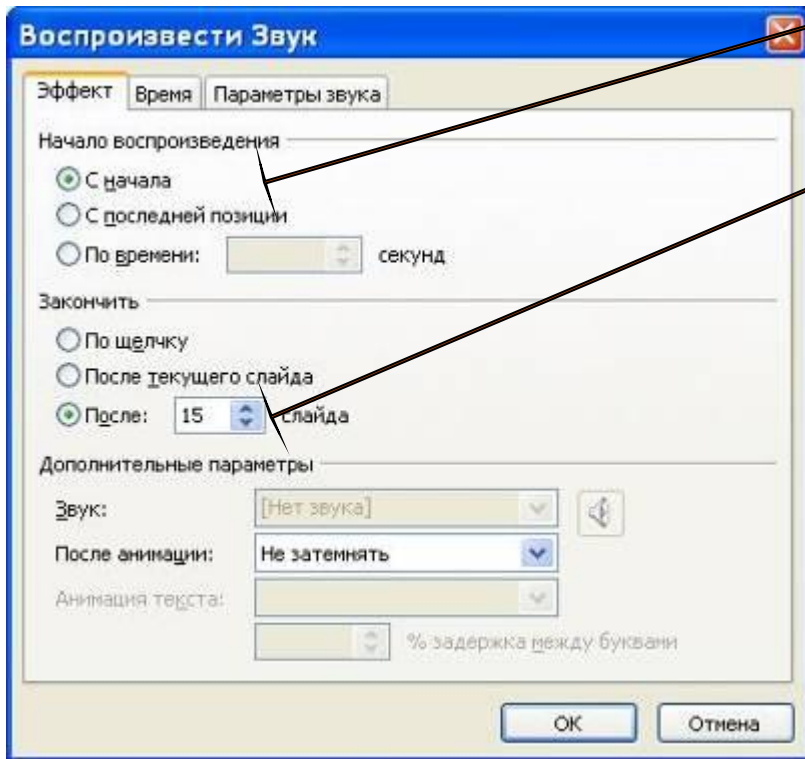 Воспроизвести Звук
Эффект Время Параметры звука
Начало воспроизведения
С начала
С последней позиции
По времени: секунд
Закончить
По щелчку
После текущего слайда
После: 15 слайда
Дополнительные параметры
Звук: [Нет звука]
После анимации: Не затемнять
Анимация текста:
% задержка между буквами
ОК Отмена